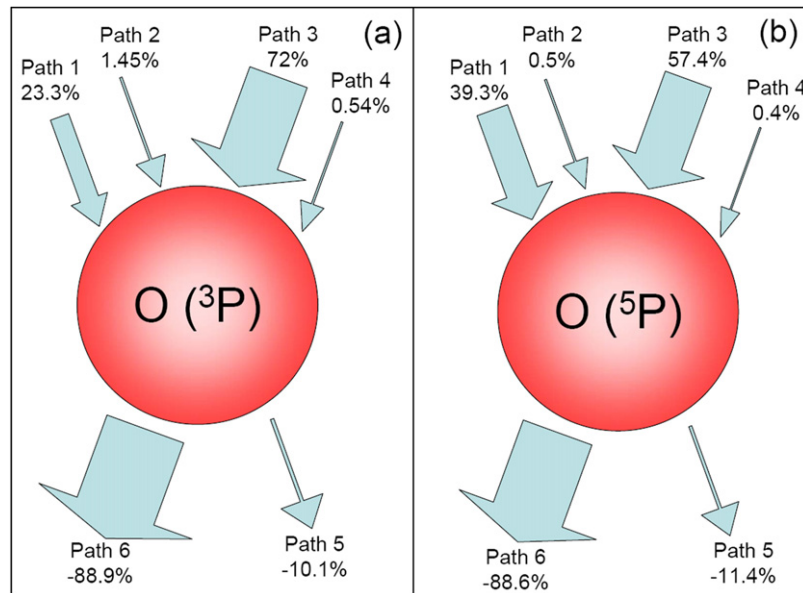 (a)
Path 1
23.3%
Path 2
1.45%
Path 3
72%
Path 4
0.54%
O (³P)
Path 6
-88.9%
Path 5
-10.1%
(b)
Path 1
39.3%
Path 2
0.5%
Path 3
57.4%
Path 4
0.4%
O (⁵P)
Path 6
-88.6%
Path 5
-11.4%